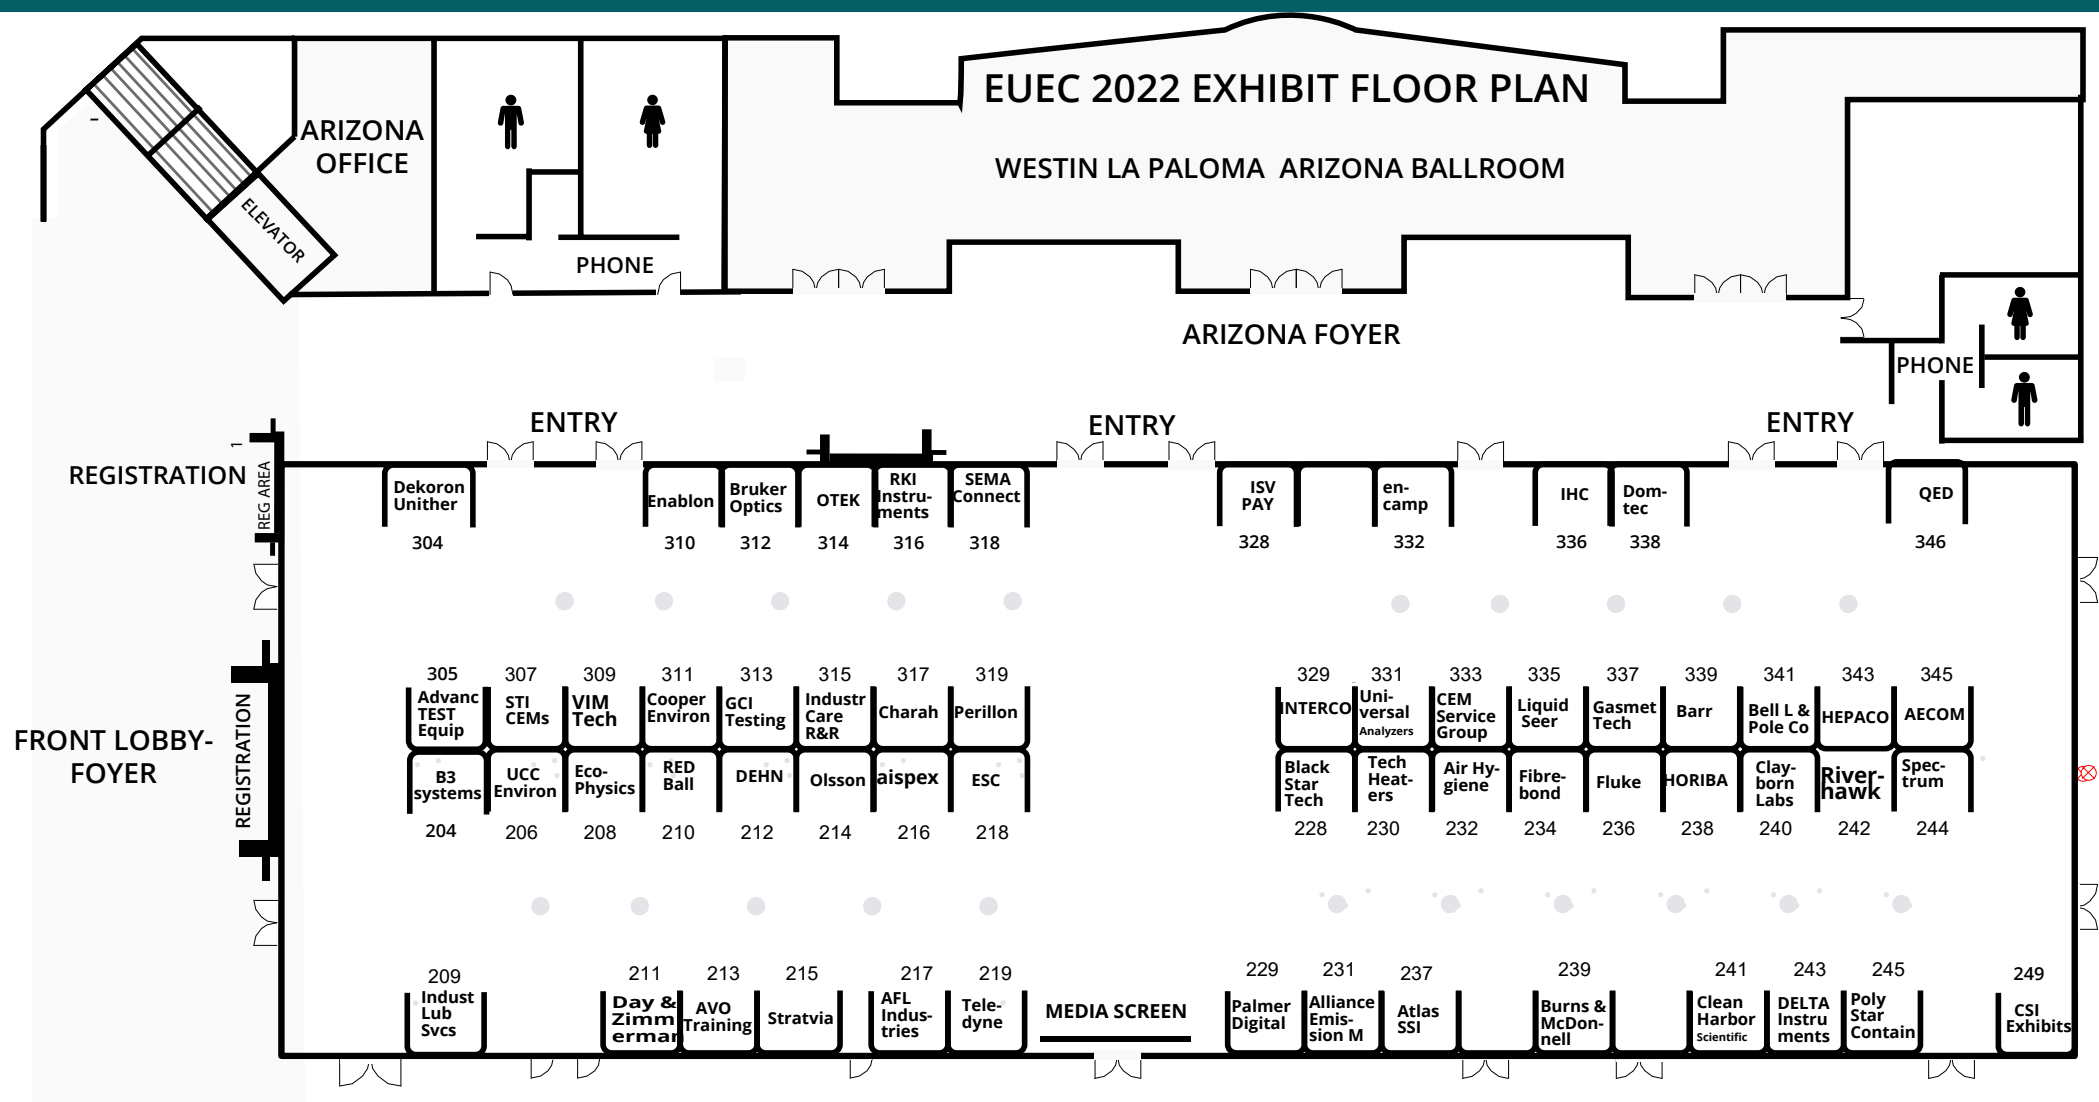 EUEC 2022 EXHIBIT FLOOR PLAN
WESTIN LA PALOMA ARIZONA BALLROOM
ARIZONA
OFFICE
ELEVATOR
PHONE
ARIZONA FOYER
PHONE
ENTRY
ENTRY
ENTRY
REGISTRATION
1
REG AREA
Dekoron
Unither
304
Enablon
310
Bruker
Optics
312
OTEK
314
RKI
Instru-
ments
316
SEMA
Connect
318
ISV
PAY
328
en-
camp
332
IHC
336
Dom-
tec
338
QED
346
FRONT LOBBY-
FOYER
REGISTRATION
305
Advanc
TEST
Equip
307
STI
CEMs
309
VIM
Tech
311
Cooper
Environ
313
GCI
Testing
315
Industr
Care
R&R
317
Charah
319
Perillon
329
INTERCO
331
Uni-
versal
Analyzers
333
CEM
Service
Group
335
Liquid
Seer
337
Gasmet
Tech
339
Barr
341
Bell L &
Pole Co
343
HEPACO
345
AECOM
B3
systems
204
UCC
Environ
206
Eco-
Physics
208
RED
Ball
210
DEHN
212
Olsson
214
aispex
216
ESC
218
Black
Star
Tech
228
Tech
Heat-
ers
230
Air Hy-
giene
232
Fibre-
bond
234
Fluke
236
HORIBA
238
Clay-
born
Labs
240
River-
hawk
242
Spec-
trum
244
209
Indust
Lub
Svcs
211
Day &
Zimm
erman
213
AVO
Training
215
Stratvia
217
AFL
Indus-
tries
219
Tele-
dyne
MEDIA SCREEN
229
Palmer
Digital
231
Alliance
Emis-
sion M
237
Atlas
SSI
239
Burns &
McDon-
nell
241
Clean
Harbor
Scientific
243
DELTA
Instru
ments
245
Poly
Star
Contain
249
CSI
Exhibits